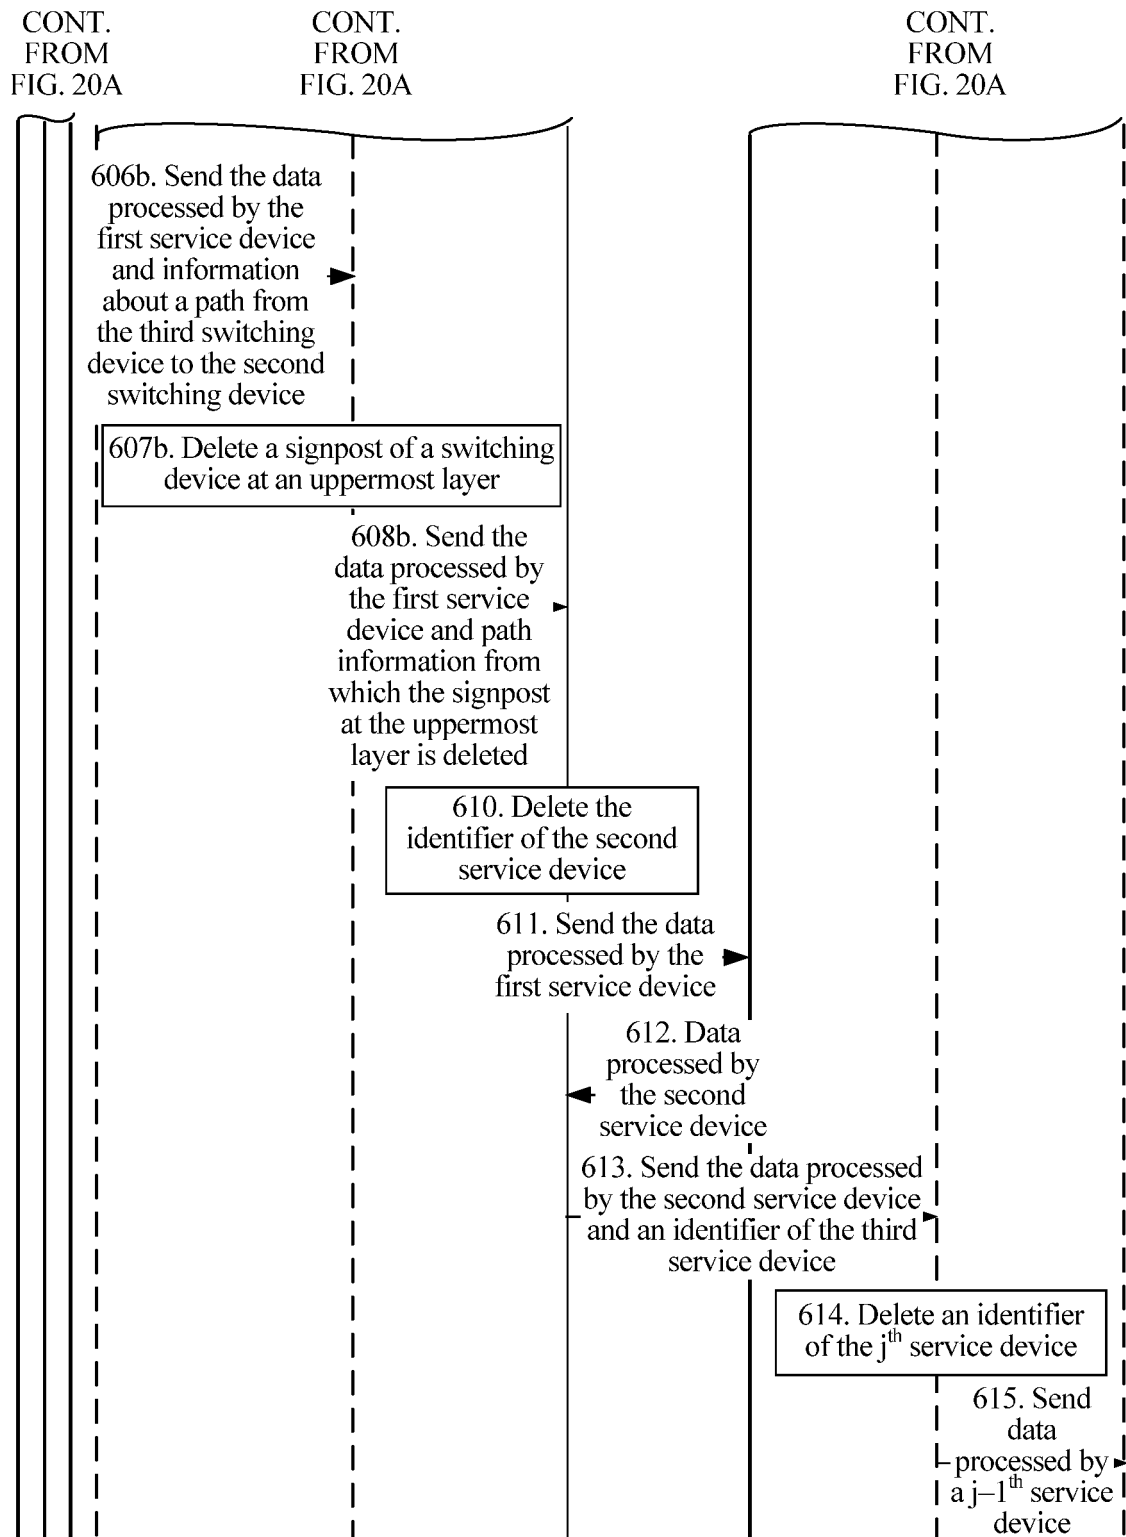 CONT.
FROM
FIG. 20A
CONT.
FROM
FIG. 20A
CONT.
FROM
FIG. 20A
606b. Send the data
processed by the
first service device
and information
about a path from
the third switching
device to the second
switching device
607b. Delete a signpost of a switching
device at an uppermost layer
608b. Send the
data processed by
the first service
device and path
information from
which the signpost
at the uppermost
layer is deleted
610. Delete the
identifier of the second
service device
611. Send the data
processed by the
first service device
612. Data
processed by
the second
service device
613. Send the data processed
by the second service device
and an identifier of the third
service device
614. Delete an identifier
of the jth service device
615. Send
data
processed by
a j–1th service
device